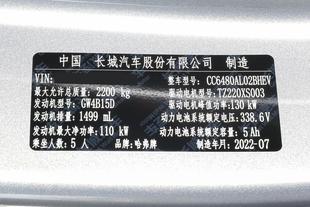 中国 长城汽车股份有限公司 制造
VIN: 整车型号: CC6480AL02BHEV
最大允许总质量: 2200 kg 驱动电机型号: TZ220XS003
发动机型号: GW4B15D 驱动电机峰值功率: 130 kW
发动机排量: 1499 mL 动力电池系统额定电压: 338.6V
发动机最大净功率: 110 kW 动力电池系统额定容量: 5 Ah
乘坐人数: 5 人 品牌: 哈弗牌 制造年月: 2022-07